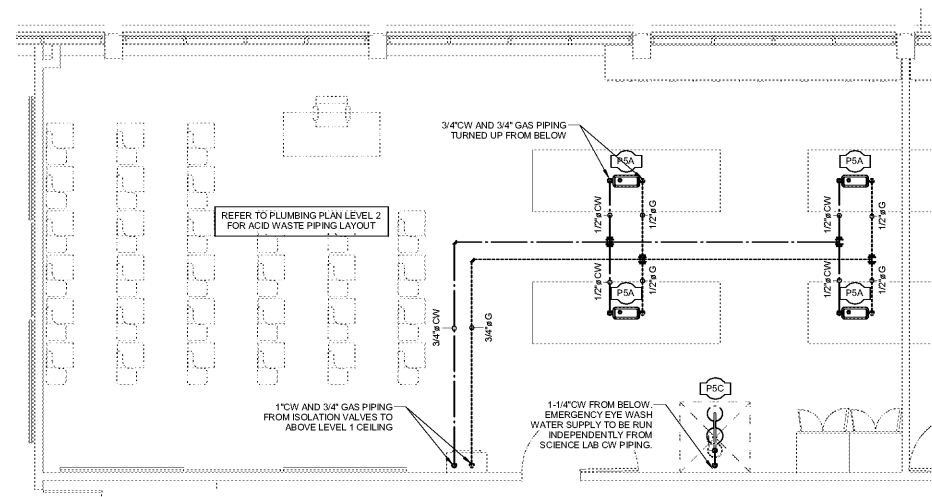 3/4"CW AND 3/4" GAS PIPING
TURNED UP FROM BELOW
P5A
P5A
1/2"øCW
1/2"øG
1/2"øCW
1/2"øG
REFER TO PLUMBING PLAN LEVEL 2
FOR ACID WASTE PIPING LAYOUT
1/2"øCW
1/2"øG
1/2"øCW
1/2"øG
P5A
P5A
3/4"øCW
3/4"øG
P5C
1"CW AND 3/4" GAS PIPING
FROM ISOLATION VALVES TO
ABOVE LEVEL 1 CEILING
1-1/4"CW FROM BELOW.
EMERGENCY EYE WASH
WATER SUPPLY TO BE RUN
INDEPENDENTLY FROM
SCIENCE LAB CW PIPING.